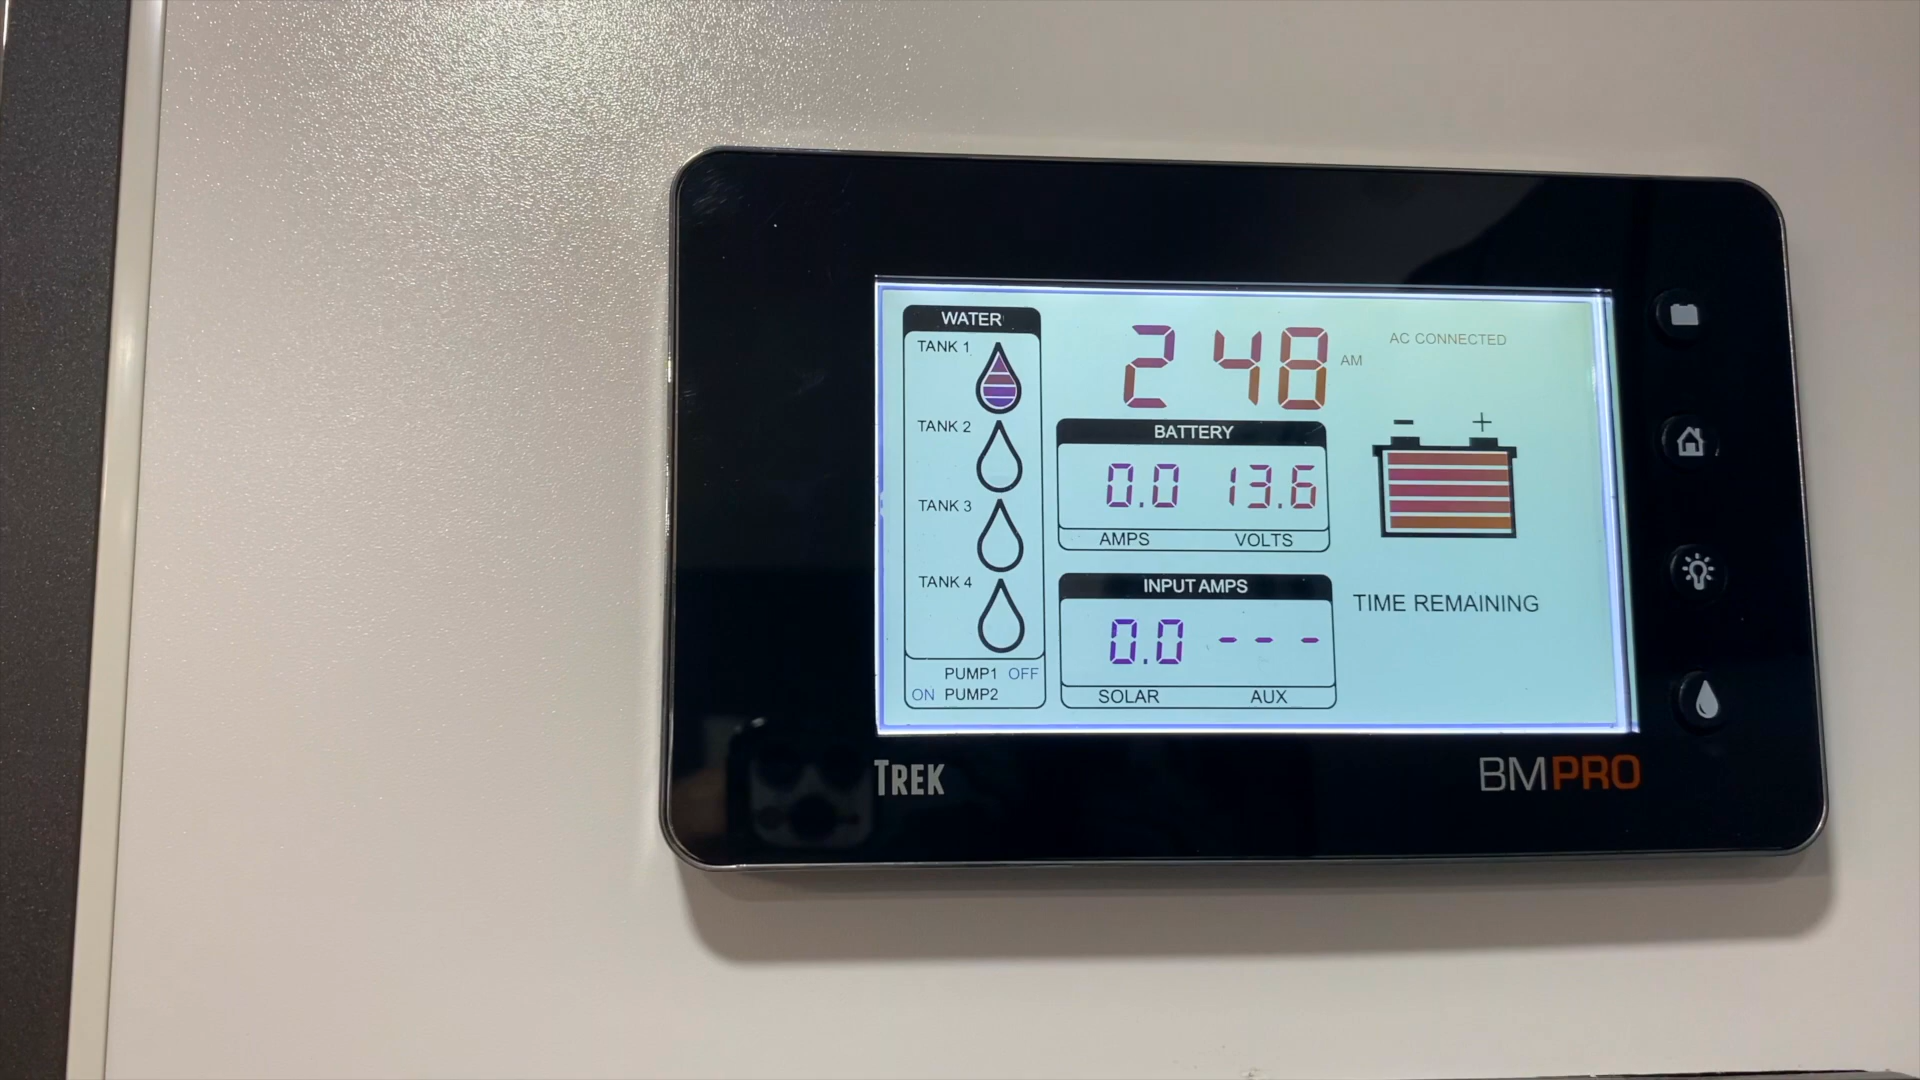 WATER
TANK 1
TANK 2
TANK 3
TANK 4
PUMP1 OFF
ON PUMP2
2 48 AM
AC CONNECTED
BATTERY
0.0 13.6
AMPS VOLTS
- +
INPUT AMPS
0.0 ---
SOLAR AUX
TIME REMAINING
TREK
BMPRO